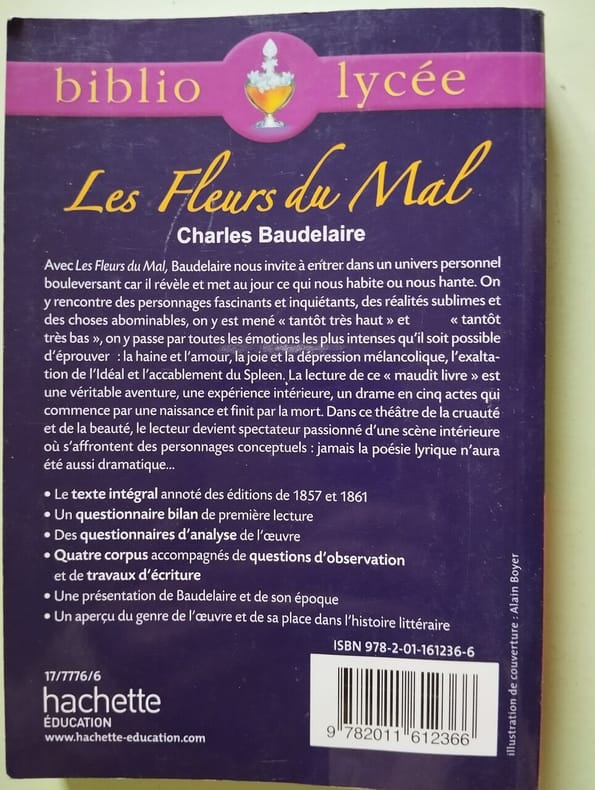 biblio lycée
Les Fleurs du Mal
Charles Baudelaire
Avec Les Fleurs du Mal, Baudelaire nous invite à entrer dans un univers personnel
bouleversant car il révèle et met au jour ce qui nous habite ou nous hante. On
y rencontre des personnages fascinants et inquiétants, des réalités sublimes et
des choses abominables, on y est mené « tantôt très haut » et « tantôt
très bas », on y passe par toutes les émotions les plus intenses qu'il soit possible
d'éprouver : la haine et l'amour, la joie et la dépression mélancolique, l'exalta-
tion de l'Idéal et l'accablement du Spleen. La lecture de ce « maudit livre » est
une véritable aventure, une expérience intérieure, un drame en cinq actes qui
commence par une naissance et finit par la mort. Dans ce théâtre de la cruauté
et de la beauté, le lecteur devient spectateur passionné d'une scène intérieure
où s'affrontent des personnages conceptuels : jamais la poésie lyrique n'aura
été aussi dramatique...
• Le texte intégral annoté des éditions de 1857 et 1861
• Un questionnaire bilan de première lecture
• Des questionnaires d'analyse de l'œuvre
• Quatre corpus accompagnés de questions d'observation
et de travaux d'écriture
• Une présentation de Baudelaire et de son époque
• Un aperçu du genre de l'œuvre et de sa place dans l'histoire littéraire
ISBN 978-2-01-161236-6
17/7776/6
hachette
ÉDUCATION
www.hachette-education.com
9 782011 612366
illustration de couverture : Alain Boyer